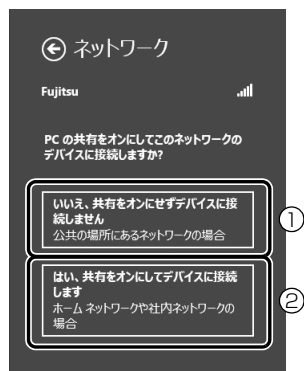 ネットワーク
Fujitsu
PC の共有をオンにしてこのネットワークの
デバイスに接続しますか?
いいえ、共有をオンにせずデバイスに接
続しません
公共の場所にあるネットワークの場合
①
はい、共有をオンにしてデバイスに接続
します
ホーム ネットワークや社内ネットワークの
場合
②